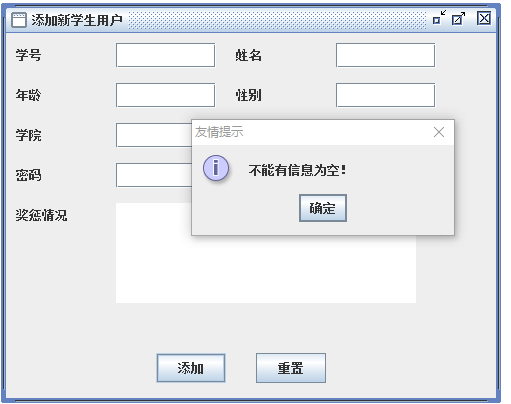 添加新学生用户
学号
姓名
年龄
性别
学院
友情提示
不能有信息为空!
确定
密码
奖惩情况
添加
重置